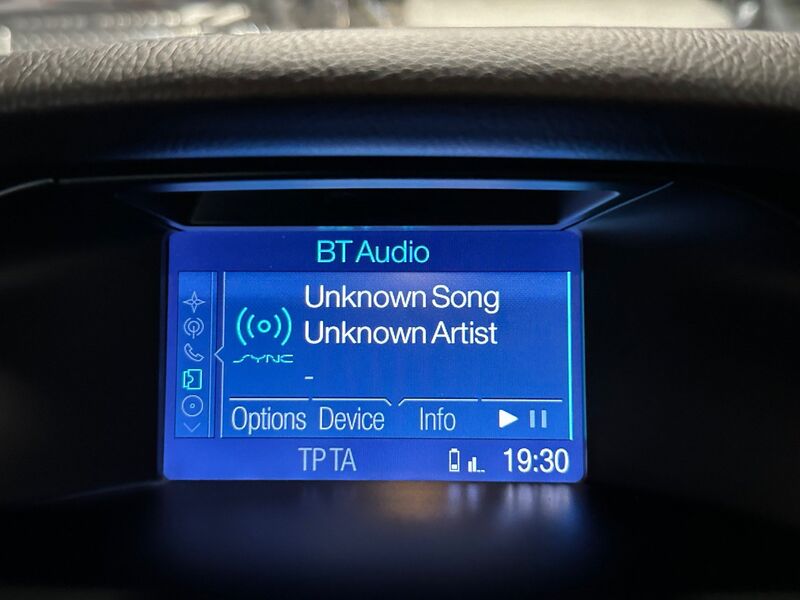 BT Audio
Unknown Song
Unknown Artist
SYNC
-
Options Device Info
TP TA 19:30